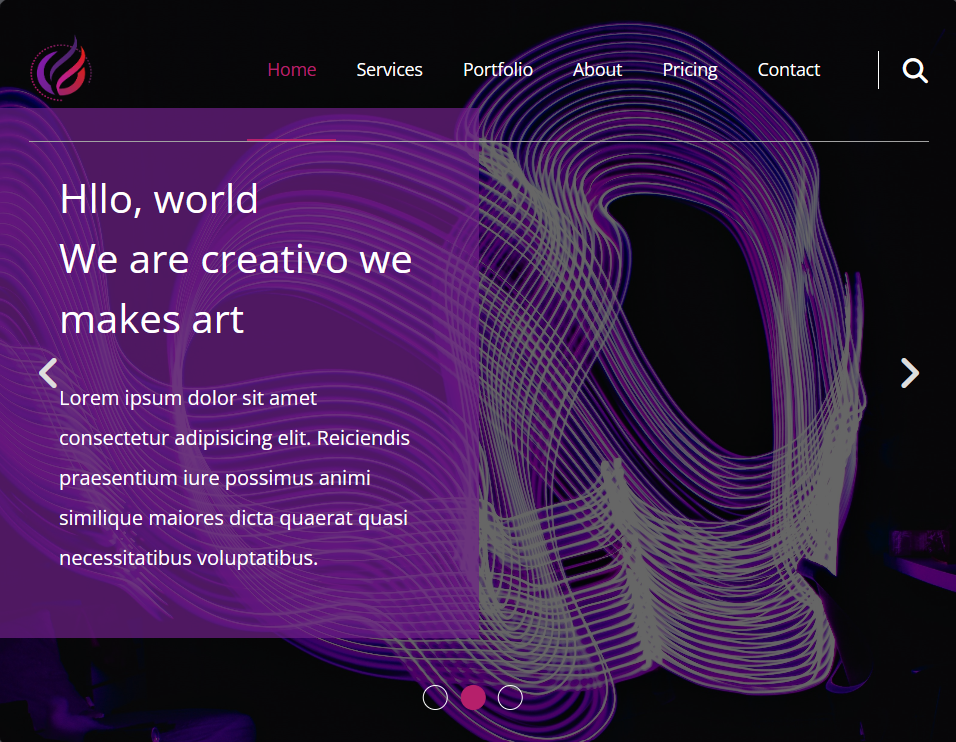 Home Services Portfolio About Pricing Contact
Hllo, world
We are creativo we
makes art
Lorem ipsum dolor sit amet
consectetur adipisicing elit. Reiciendis
praesentium iure possimus animi
similique maiores dicta quaerat quasi
necessitatibus voluptatibus.